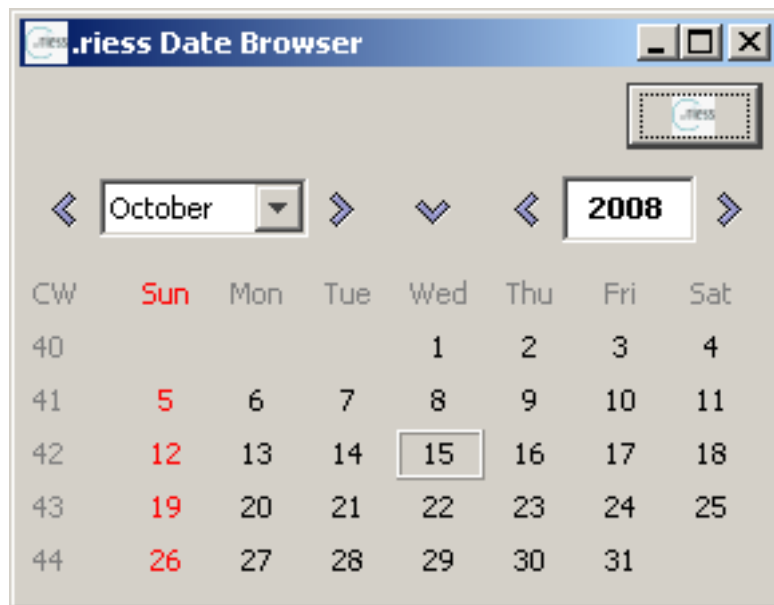 .riess .riess Date Browser
.riess
October 2008
CW Sun Mon Tue Wed Thu Fri Sat
40 1 2 3 4
41 5 6 7 8 9 10 11
42 12 13 14 15 16 17 18
43 19 20 21 22 23 24 25
44 26 27 28 29 30 31